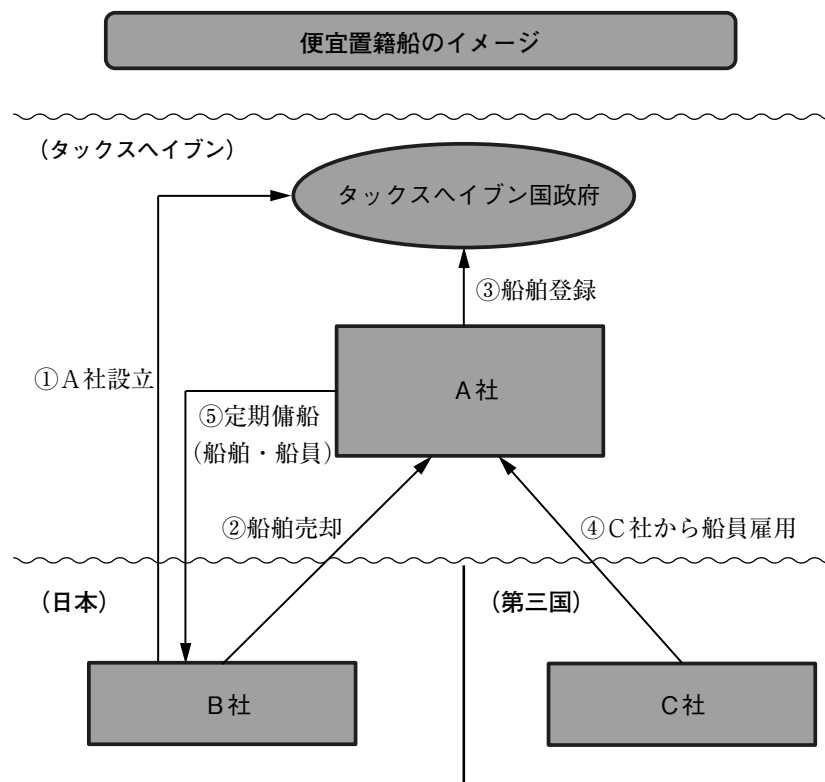 便宜置籍船のイメージ
（タックスヘイブン）
タックスヘイブン国政府
③船舶登録
①Ａ社設立
Ａ社
⑤定期傭船
（船舶・船員）
②船舶売却
④Ｃ社から船員雇用
（日本）
（第三国）
Ｂ社
Ｃ社